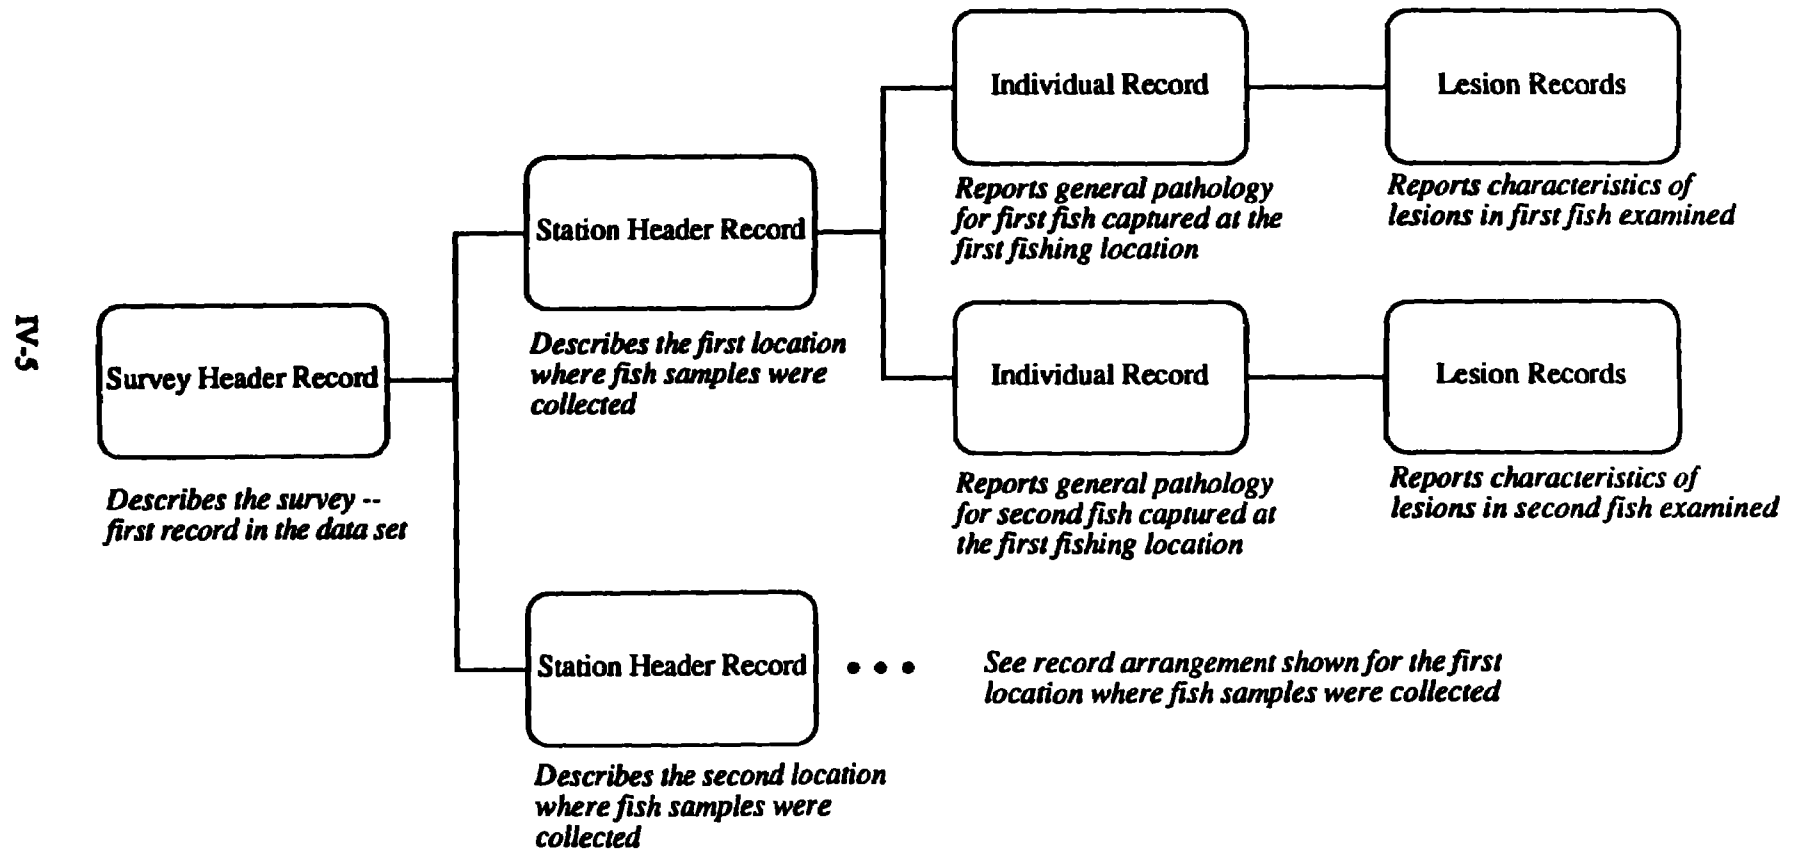 IV-5
Survey Header Record
Describes the survey --
first record in the data set
Station Header Record
Describes the first location
where fish samples were
collected
Individual Record
Reports general pathology
for first fish captured at the
first fishing location
Lesion Records
Reports characteristics of
lesions in first fish examined
Individual Record
Reports general pathology
for second fish captured at
the first fishing location
Lesion Records
Reports characteristics of
lesions in second fish examined
Station Header Record
• • •
See record arrangement shown for the first
location where fish samples were collected
Describes the second location
where fish samples were
collected